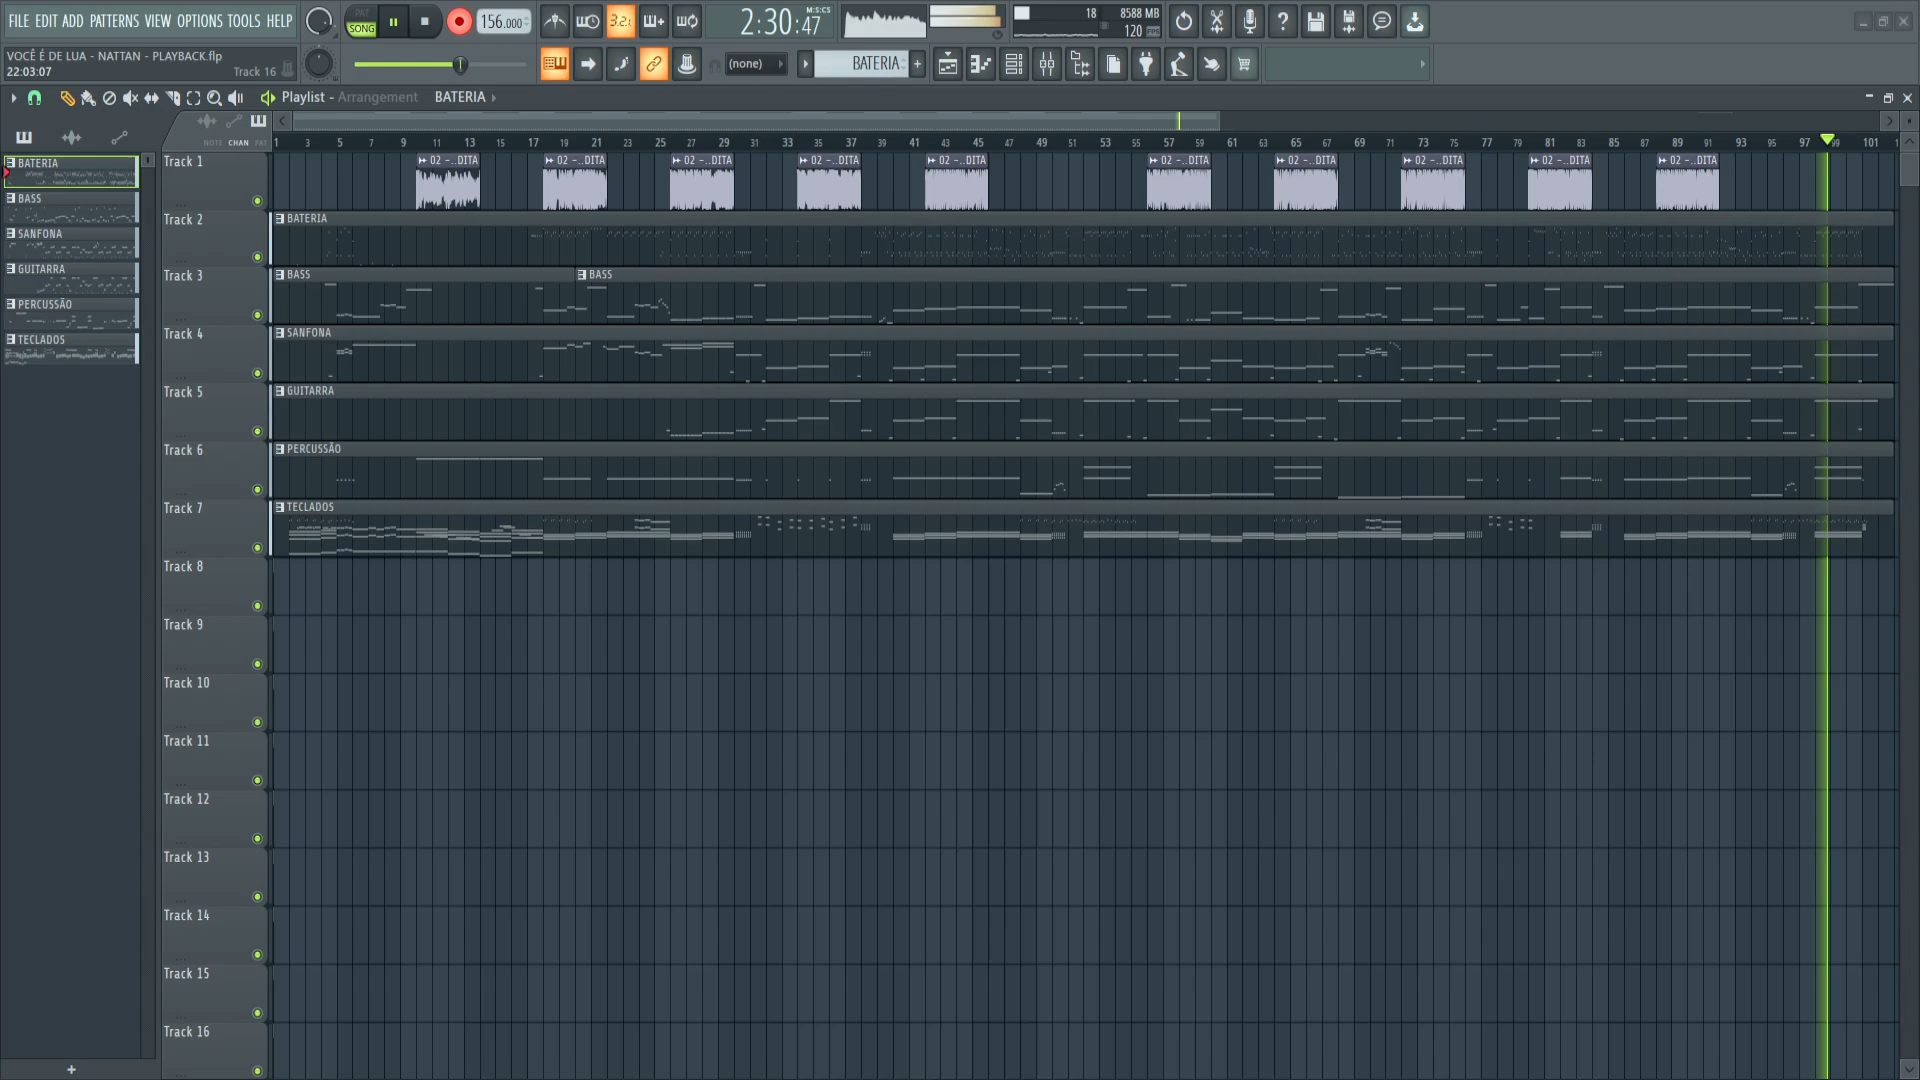 FILE EDIT ADD PATTERNS VIEW OPTIONS TOOLS HELP
PAT
SONG
156.000
3.2.
2:30:47
M:S:CS
18
8588 MB
120
VOCÊ É DE LUA - NATTAN - PLAYBACK.flp
22:03:07
Track 16
(none)
BATERIA
Playlist - Arrangement
BATERIA
NOTE CHAN PAT
1 3 5 7 9 11 13 15 17 19 21 23 25 27 29 31 33 35 37 39 41 43 45 47 49 51 53 55 57 59 61 63 65 67 69 71 73 75 77 79 81 83 85 87 89 91 93 95 97 99 101
BATERIA
BASS
SANFONA
GUITARRA
PERCUSSÃO
TECLADOS
Track 1
02 -..DITA
02 -..DITA
02 -..DITA
02 -..DITA
02 -..DITA
02 -..DITA
02 -..DITA
02 -..DITA
02 -..DITA
02 -..DITA
Track 2
BATERIA
Track 3
BASS
BASS
Track 4
SANFONA
Track 5
GUITARRA
Track 6
PERCUSSÃO
Track 7
TECLADOS
Track 8
Track 9
Track 10
Track 11
Track 12
Track 13
Track 14
Track 15
Track 16